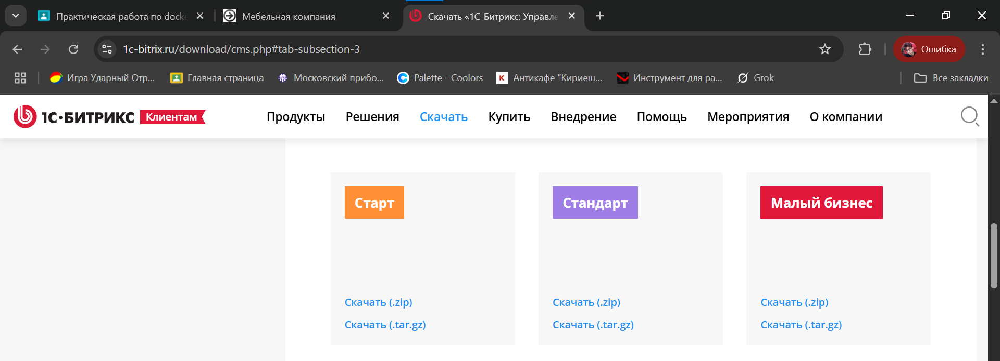 Практическая работа по docke
Мебельная компания
Скачать «1С-Битрикс: Управле
1c-bitrix.ru/download/cms.php#tab-subsection-3
Ошибка
Игра Ударный Отр...
Главная страница
Московский прибо...
Palette - Coolors
К
Антикафе "Кириеш...
Инструмент для ра...
Grok
Все закладки
1С·БИТРИКС
Клиентам
Продукты
Решения
Скачать
Купить
Внедрение
Помощь
Мероприятия
О компании
Старт
Стандарт
Малый бизнес
Скачать (.zip)
Скачать (.zip)
Скачать (.zip)
Скачать (.tar.gz)
Скачать (.tar.gz)
Скачать (.tar.gz)